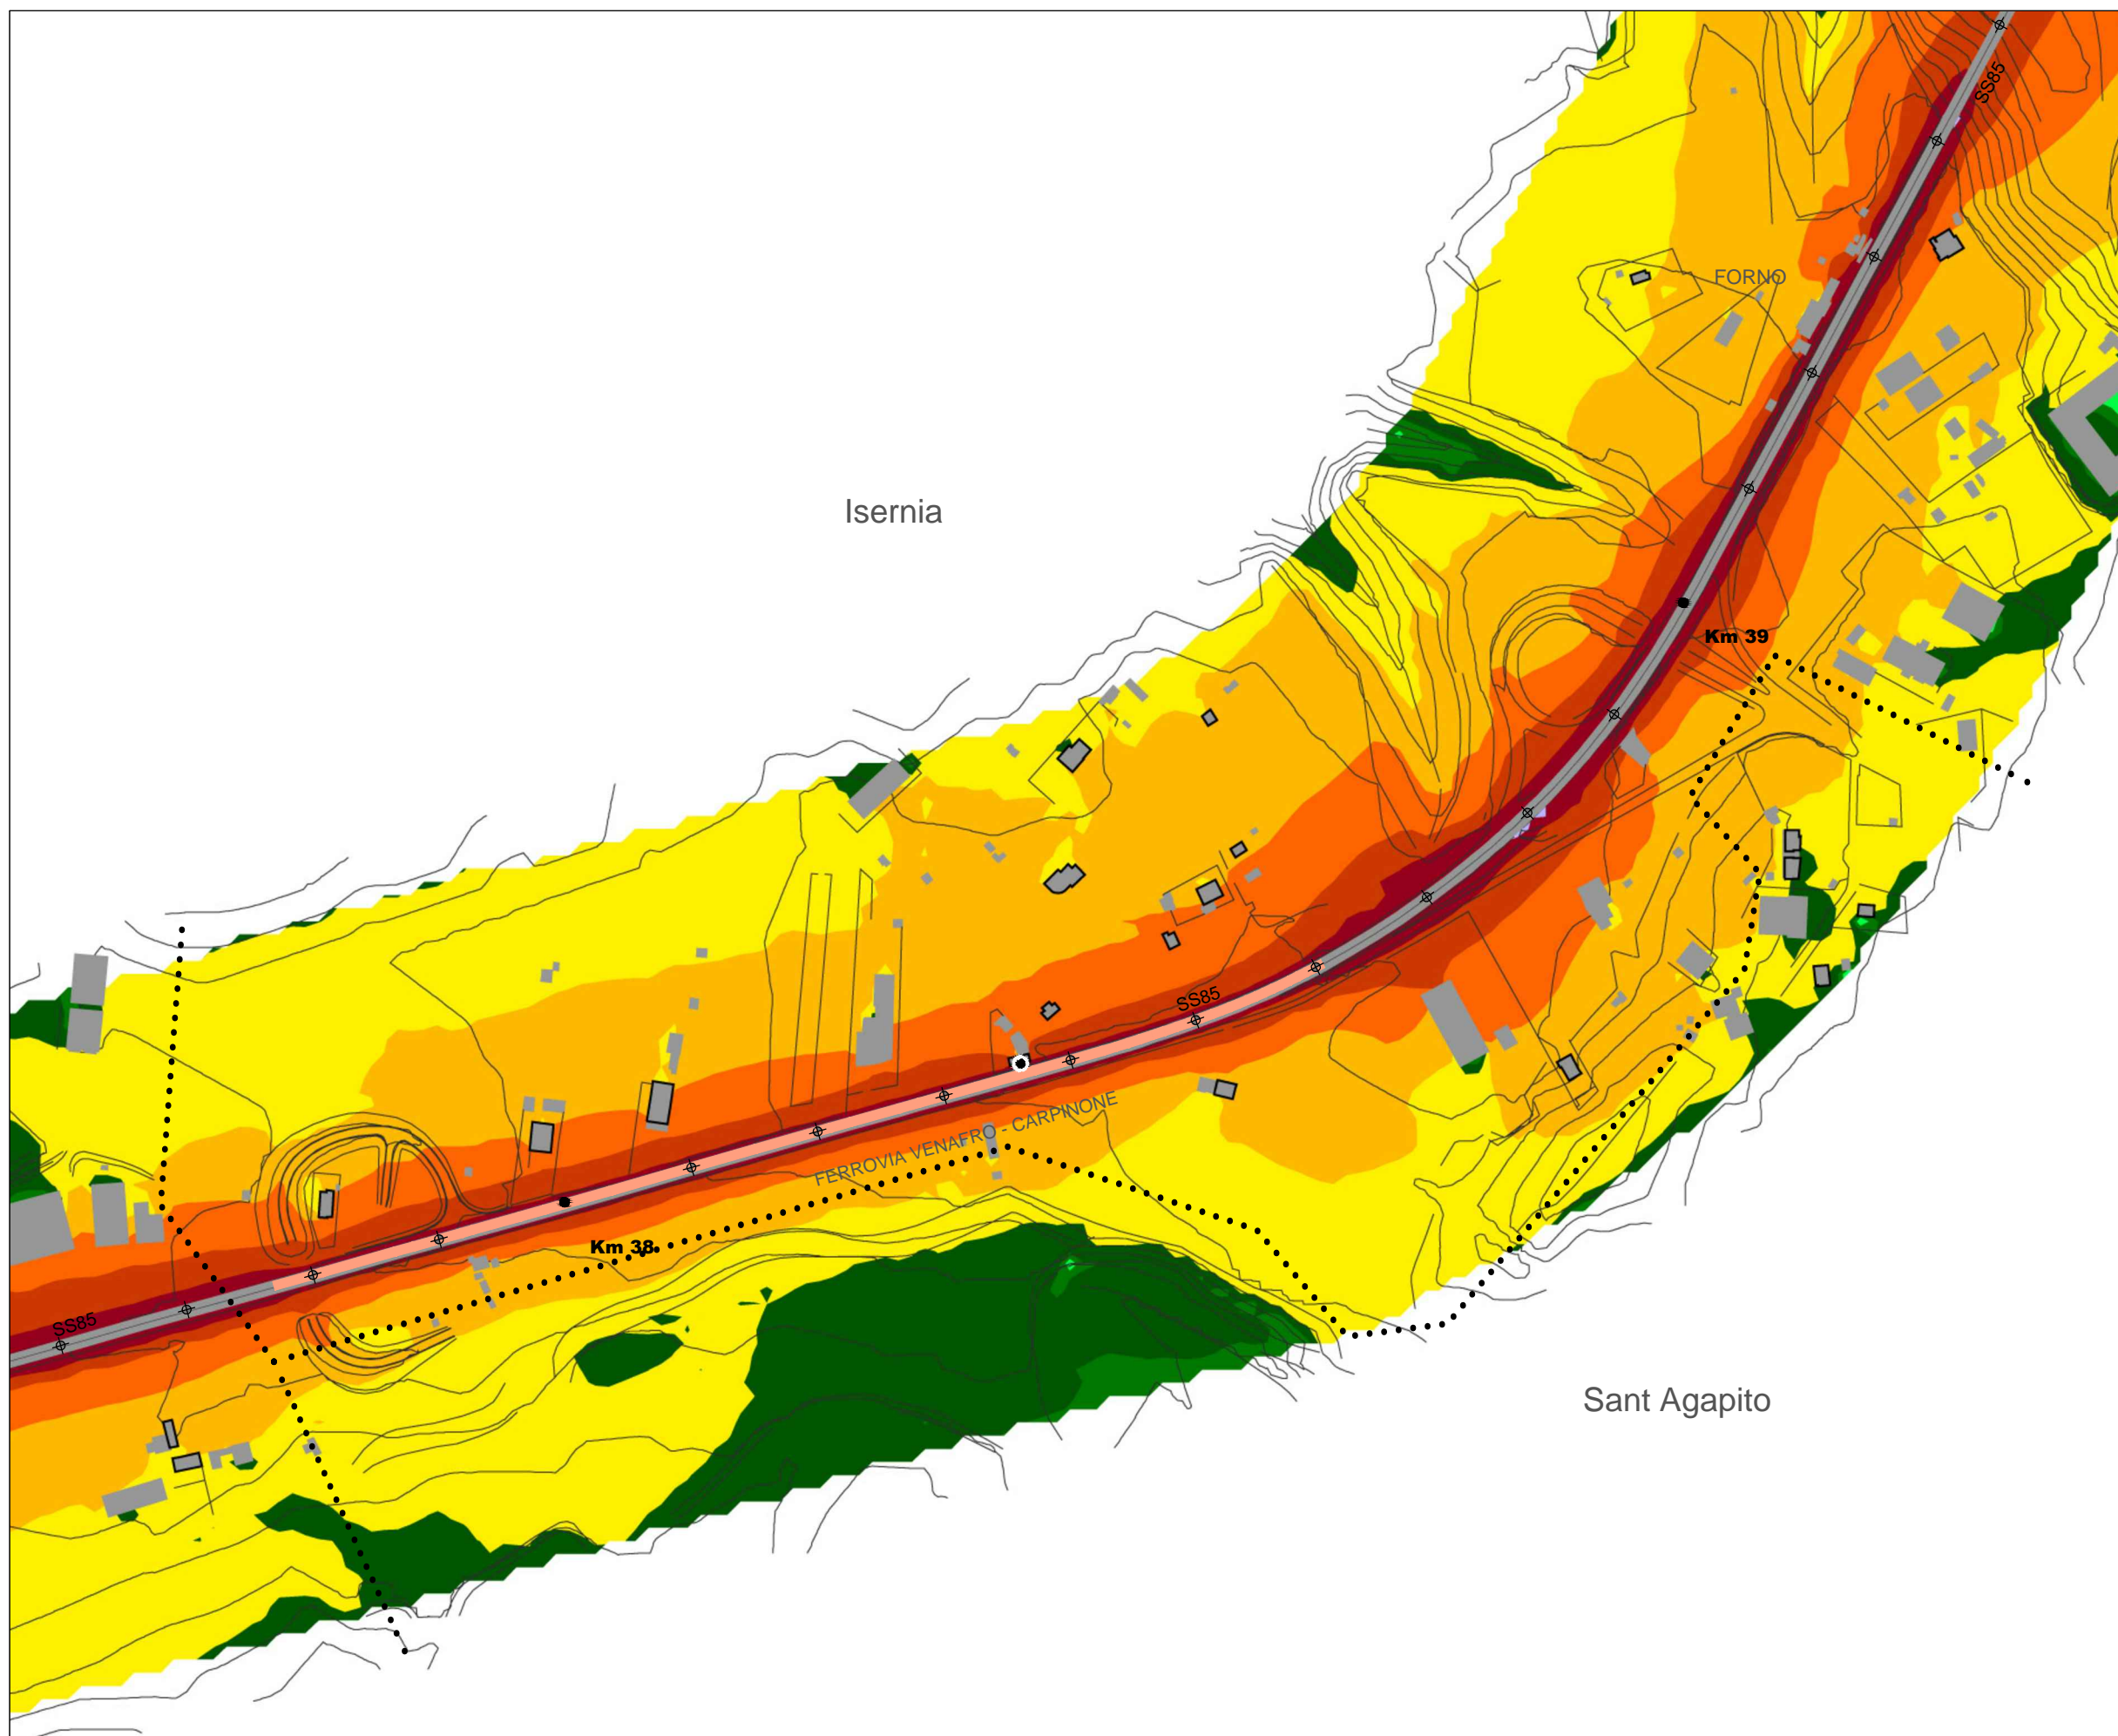 SS85
FORNO
Isernia
Km 39
SS85
FERROVIA VENAFRO - CARPINONE
Km 38
SS85
Sant Agapito